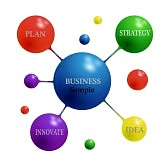 PLAN
STRATEGY
BUSINESS
Sample
INNOVATE
IDEA